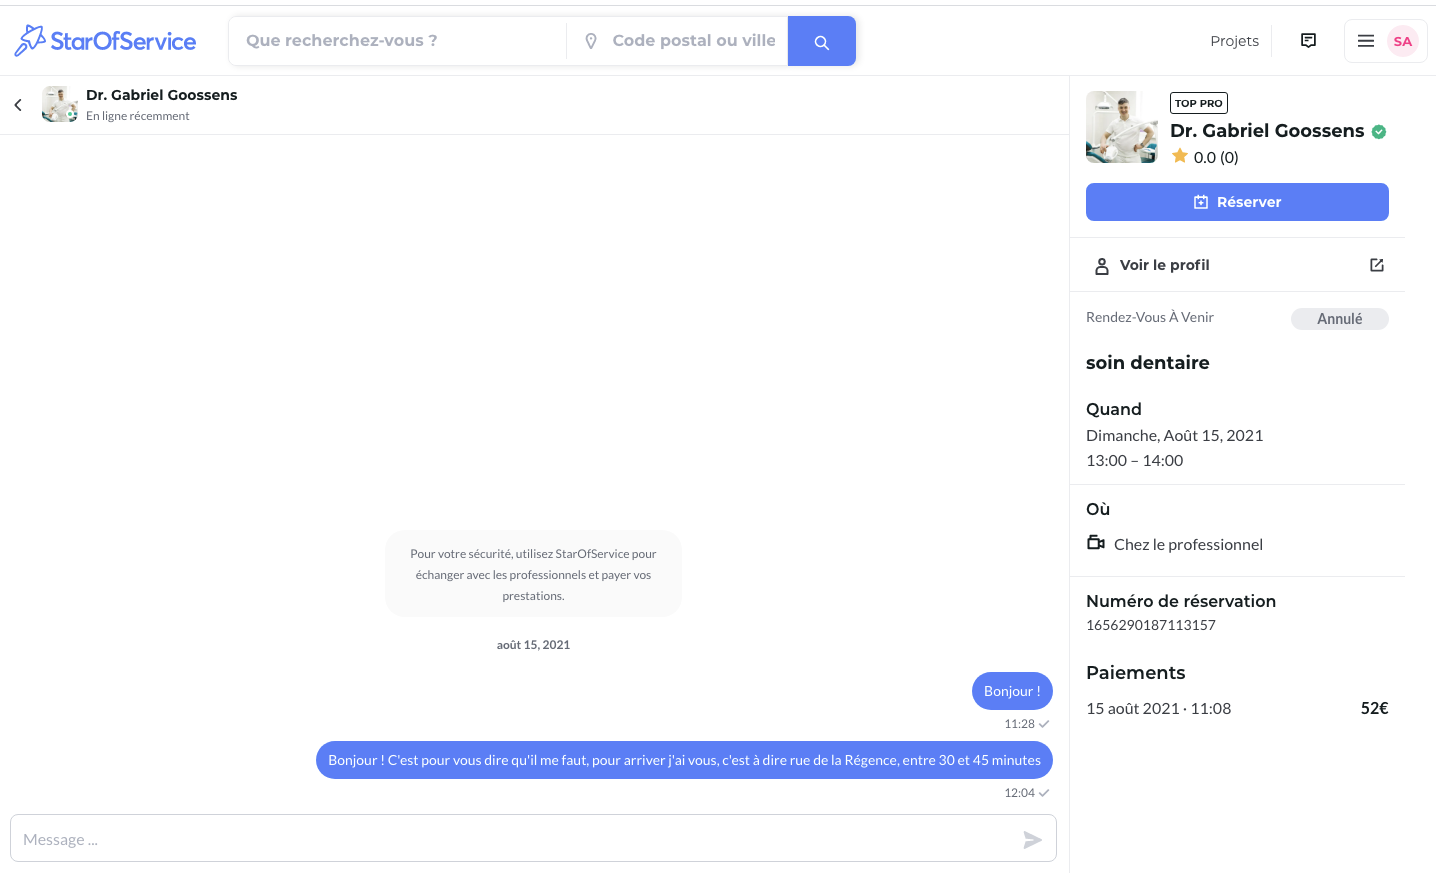 StarOfService
Que recherchez-vous ?
Code postal ou ville
Projets
SA
Dr. Gabriel Goossens
En ligne récemment
Pour votre sécurité, utilisez StarOfService pour
échanger avec les professionnels et payer vos
prestations.
août 15, 2021
Bonjour !
11:28
Bonjour ! C'est pour vous dire qu'il me faut, pour arriver j'ai vous, c'est à dire rue de la Régence, entre 30 et 45 minutes
12:04
Message ...
TOP PRO
Dr. Gabriel Goossens
0.0 (0)
Réserver
Voir le profil
Rendez-Vous À Venir
Annulé
soin dentaire
Quand
Dimanche, Août 15, 2021
13:00 – 14:00
Où
Chez le professionnel
Numéro de réservation
1656290187113157
Paiements
15 août 2021 · 11:08
52€